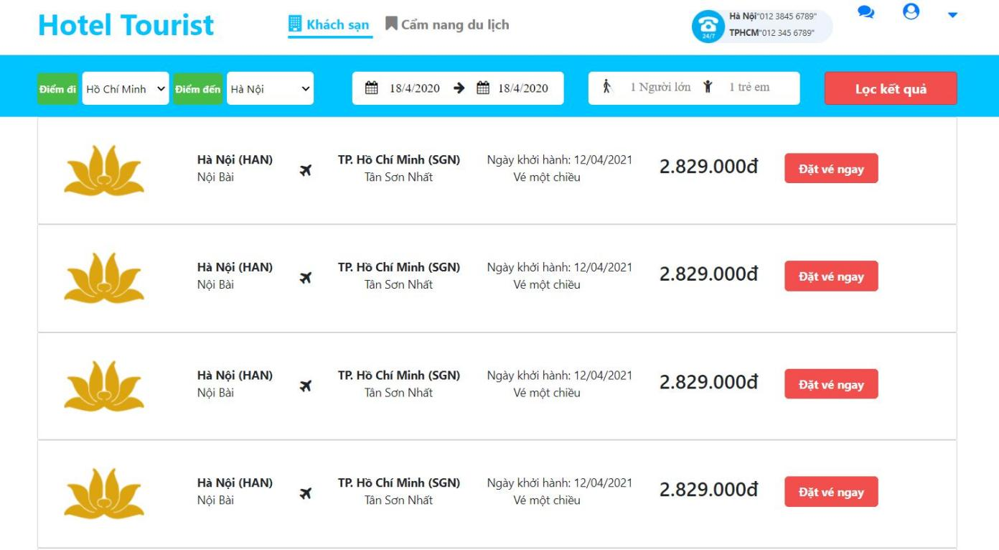 Hotel Tourist
Khách sạn
Cẩm nang du lịch
24/7
Hà Nội"012 3845 6789"
TPHCM"012 345 6789"
Điểm đi
Hồ Chí Minh
Điểm đến
Hà Nội
18/4/2020
18/4/2020
1 Người lớn
1 trẻ em
Lọc kết quả
Hà Nội (HAN)
Nội Bài
TP. Hồ Chí Minh (SGN)
Tân Sơn Nhất
Ngày khởi hành: 12/04/2021
Vé một chiều
2.829.000đ
Đặt vé ngay
Hà Nội (HAN)
Nội Bài
TP. Hồ Chí Minh (SGN)
Tân Sơn Nhất
Ngày khởi hành: 12/04/2021
Vé một chiều
2.829.000đ
Đặt vé ngay
Hà Nội (HAN)
Nội Bài
TP. Hồ Chí Minh (SGN)
Tân Sơn Nhất
Ngày khởi hành: 12/04/2021
Vé một chiều
2.829.000đ
Đặt vé ngay
Hà Nội (HAN)
Nội Bài
TP. Hồ Chí Minh (SGN)
Tân Sơn Nhất
Ngày khởi hành: 12/04/2021
Vé một chiều
2.829.000đ
Đặt vé ngay